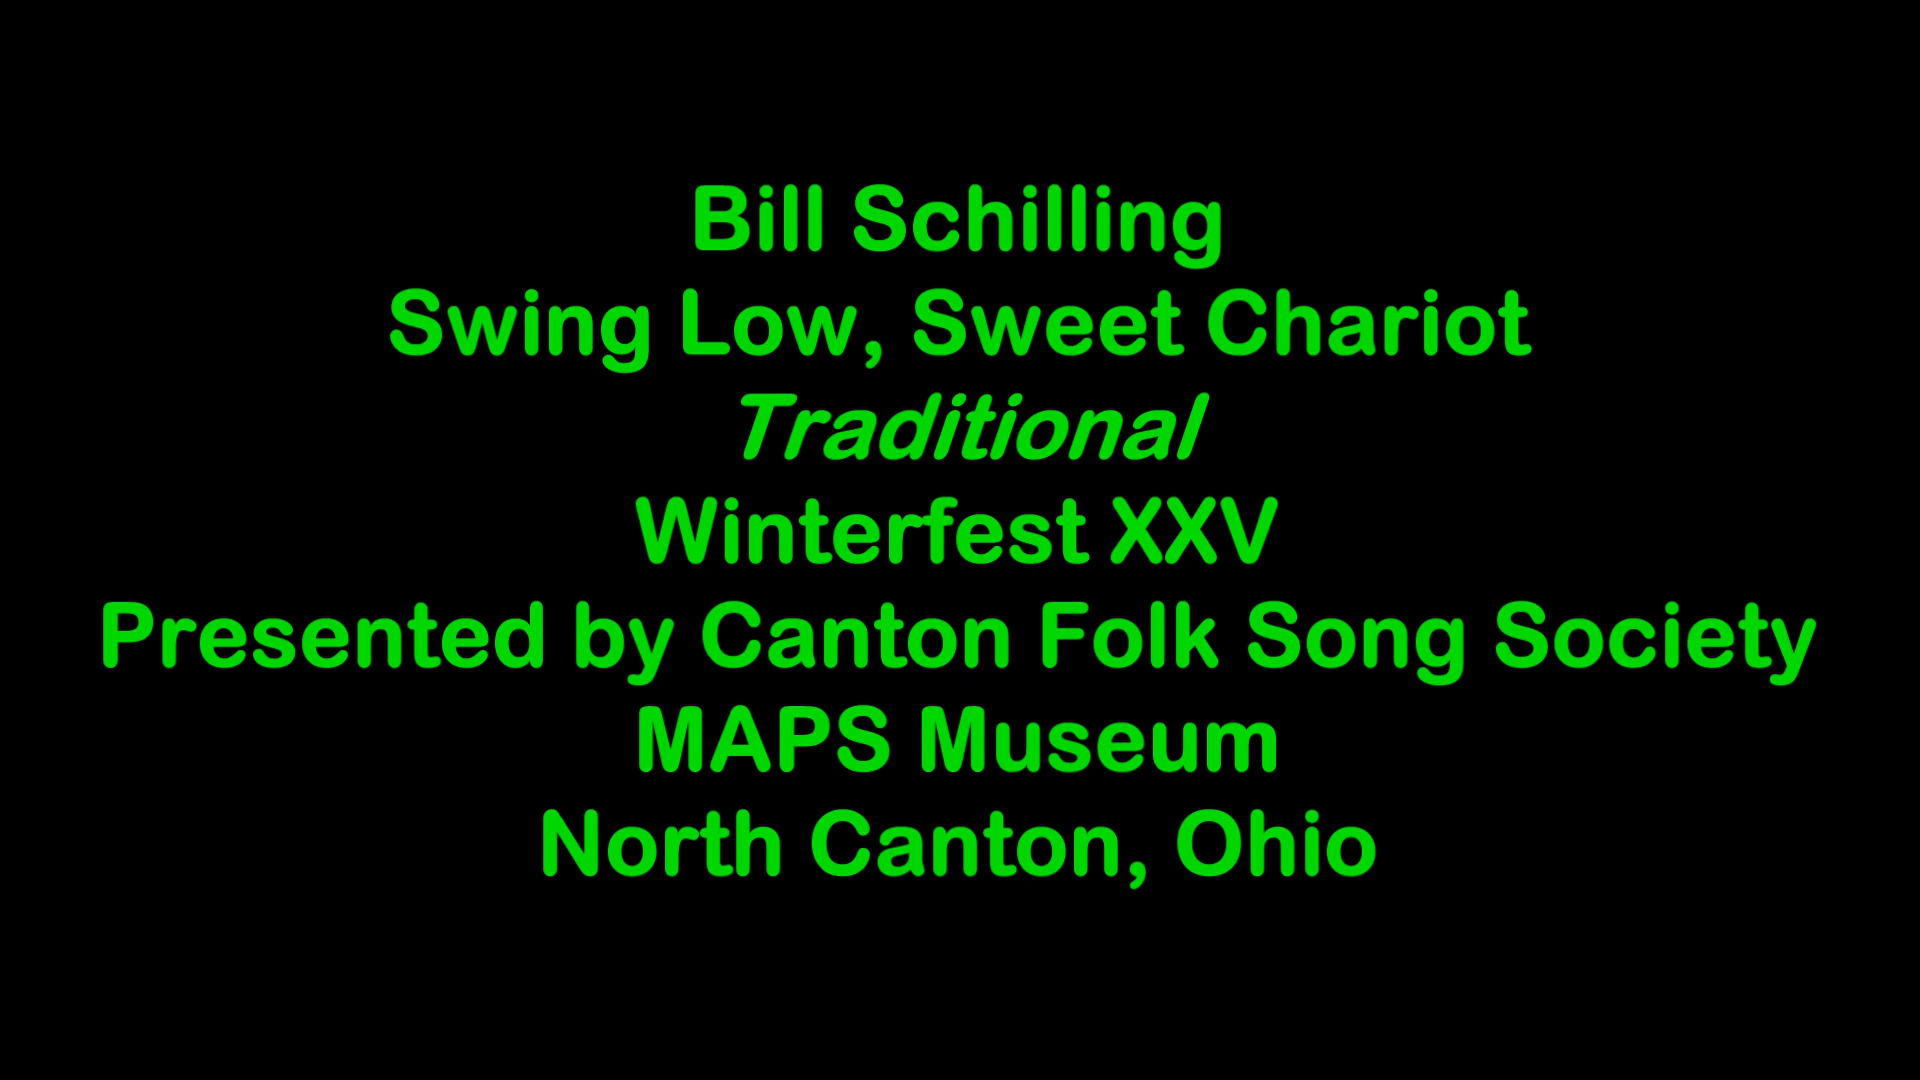 Bill Schilling
Swing Low, Sweet Chariot
Traditional
Winterfest XXV
Presented by Canton Folk Song Society
MAPS Museum
North Canton, Ohio